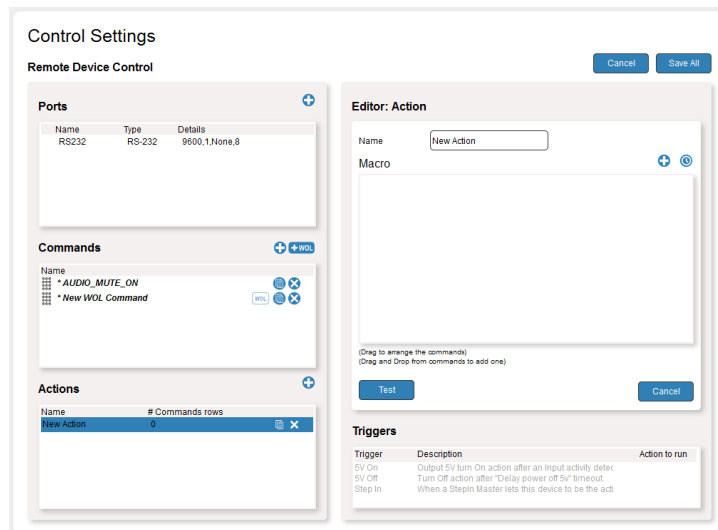 Control Settings
Remote Device Control
Cancel
Save All
Ports
Name Type Details
RS232 RS-232 9600,1,None,8
Commands
+WOL
Name
* AUDIO_MUTE_ON
* New WOL Command
WOL
Actions
Name # Commands rows
New Action 0
Editor: Action
Name New Action
Macro
(Drag to arrange the commands)
(Drag and Drop from commands to add one)
Test
Cancel
Triggers
Trigger Description Action to run
5V On Output 5V turn On action after an Input activity detec
5V Off Turn Off action after "Delay power off 5v" timeout.
Step In When a StepIn Master lets this device to be the acti